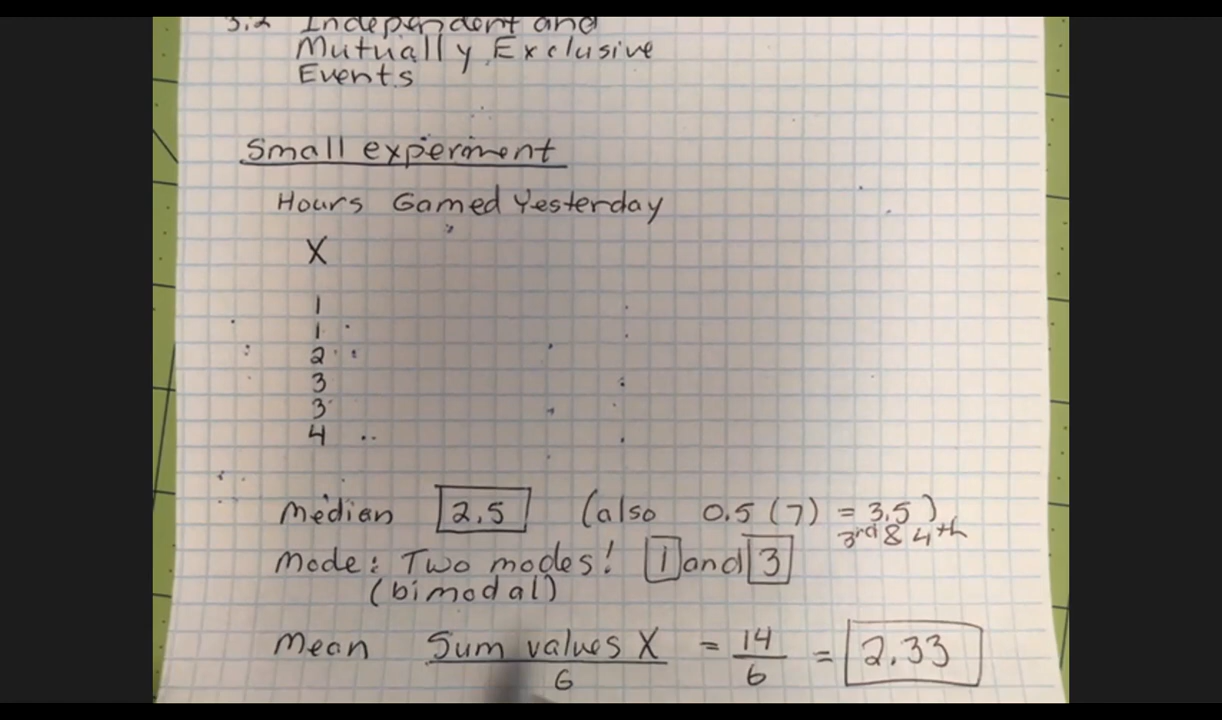 3.2 Independent and
Mutually Exclusive
Events
Small experiment
Hours Gamed Yesterday
X
1
1
2
3
3
4
Median 2.5 (also 0.5 (7) = 3.5)
3rd & 4th
Mode: Two modes! 1 and 3
(bimodal)
Mean Sum values X = 14 = 2.33
6 6